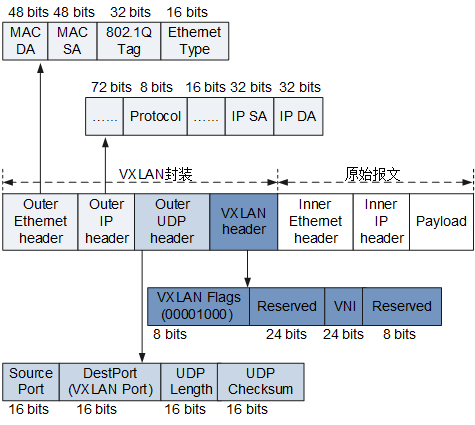 48 bits 48 bits 32 bits 16 bits
MAC DA MAC SA 802.1Q Tag Ethernet Type
72 bits 8 bits 16 bits 32 bits 32 bits
...... Protocol ...... IP SA IP DA
VXLAN封装 原始报文
Outer Ethernet header Outer IP header Outer UDP header VXLAN header Inner Ethernet header Inner IP header Payload
VXLAN Flags (00001000) Reserved VNI Reserved
8 bits 24 bits 24 bits 8 bits
Source Port DestPort (VXLAN Port) UDP Length UDP Checksum
16 bits 16 bits 16 bits 16 bits